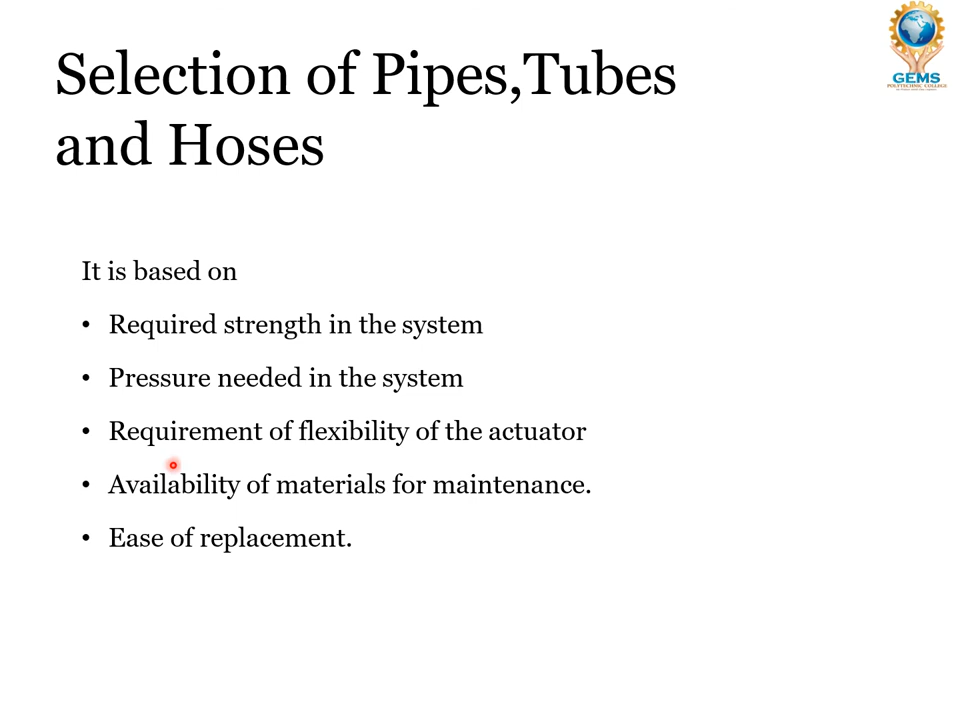 Selection of Pipes,Tubes
and Hoses
GEMS
POLYTECHNIC COLLEGE
It is based on
• Required strength in the system
• Pressure needed in the system
• Requirement of flexibility of the actuator
• Availability of materials for maintenance.
• Ease of replacement.